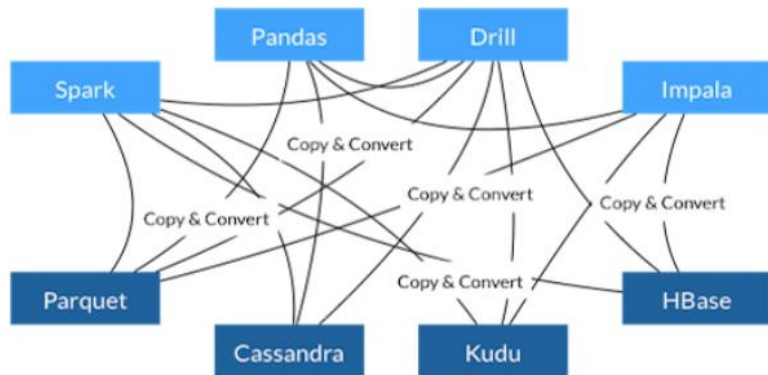 Pandas
Drill
Spark
Impala
Copy & Convert
Copy & Convert
Copy & Convert
Copy & Convert
Copy & Convert
Parquet
HBase
Cassandra
Kudu